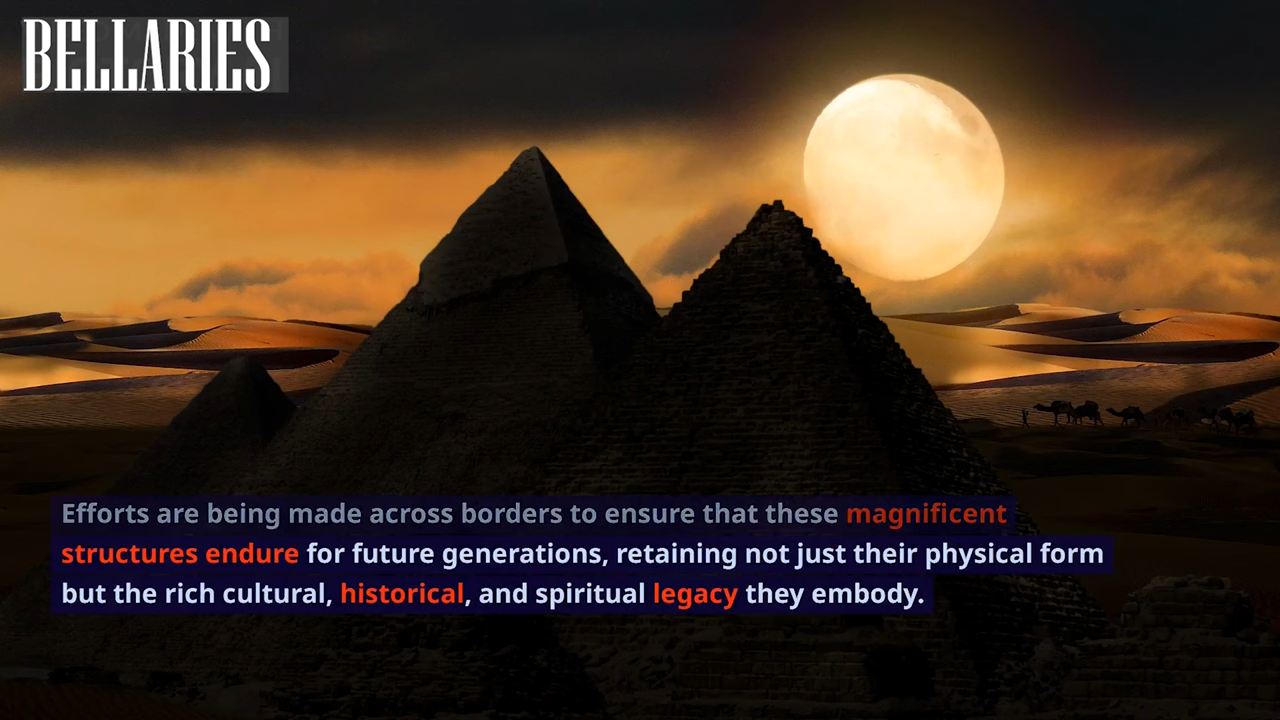 BELLARIES
Efforts are being made across borders to ensure that these magnificent
structures endure for future generations, retaining not just their physical form
but the rich cultural, historical, and spiritual legacy they embody.